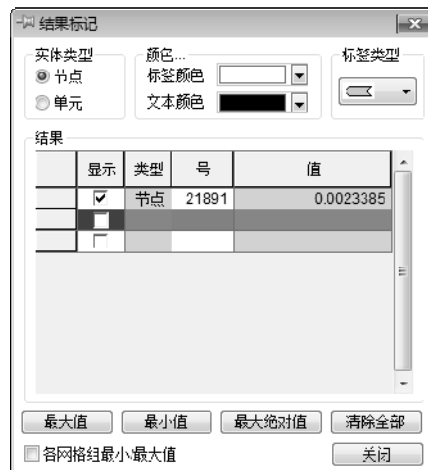 结果标记
实体类型
节点
单元
颜色...
标签颜色
文本颜色
标签类型
结果
显示 类型 号 值
节点 21891 0.0023385
最大值 最小值 最大绝对值 清除全部
各网格组最小/最大值 关闭